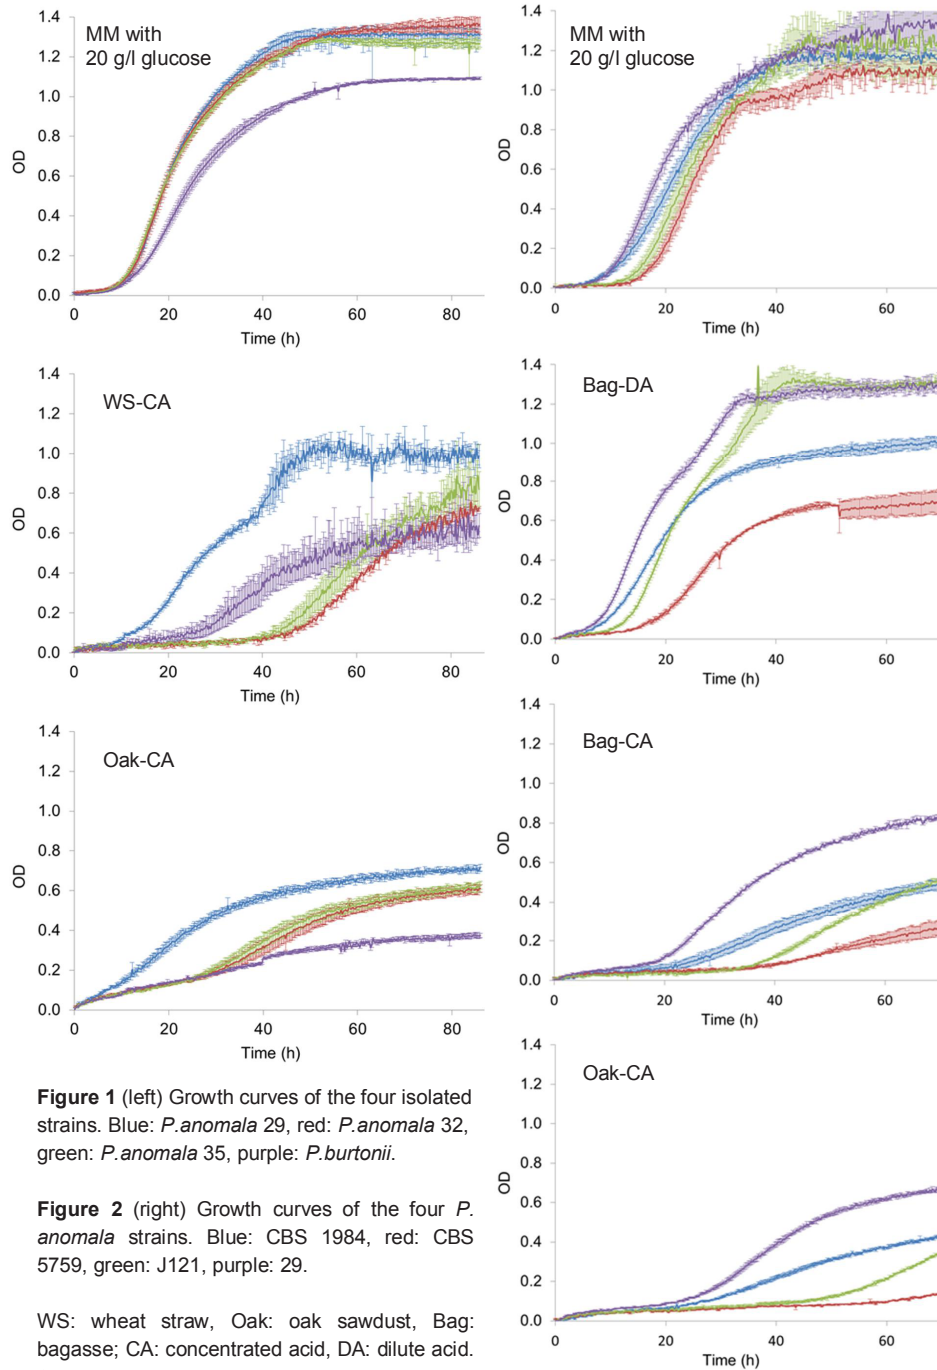 MM with
20 g/l glucose
1.4
1.2
1.0
0.8
0.6
0.4
0.2
0.0
OD
0 20 40 60 80
Time (h)
WS-CA
1.4
1.2
1.0
0.8
0.6
0.4
0.2
0.0
OD
0 20 40 60 80
Time (h)
Oak-CA
1.4
1.2
1.0
0.8
0.6
0.4
0.2
0.0
OD
0 20 40 60 80
Time (h)
Figure 1 (left) Growth curves of the four isolated
strains. Blue: P.anomala 29, red: P.anomala 32,
green: P.anomala 35, purple: P.burtonii.
Figure 2 (right) Growth curves of the four P.
anomala strains. Blue: CBS 1984, red: CBS
5759, green: J121, purple: 29.
WS: wheat straw, Oak: oak sawdust, Bag:
bagasse; CA: concentrated acid, DA: dilute acid.
MM with
20 g/l glucose
1.4
1.2
1.0
0.8
0.6
0.4
0.2
0.0
OD
0 20 40 60
Time (h)
Bag-DA
1.4
1.2
1.0
0.8
0.6
0.4
0.2
0.0
OD
0 20 40 60
Time (h)
Bag-CA
1.4
1.2
1.0
0.8
0.6
0.4
0.2
0.0
OD
0 20 40 60
Time (h)
Oak-CA
1.4
1.2
1.0
0.8
0.6
0.4
0.2
0.0
OD
0 20 40 60
Time (h)